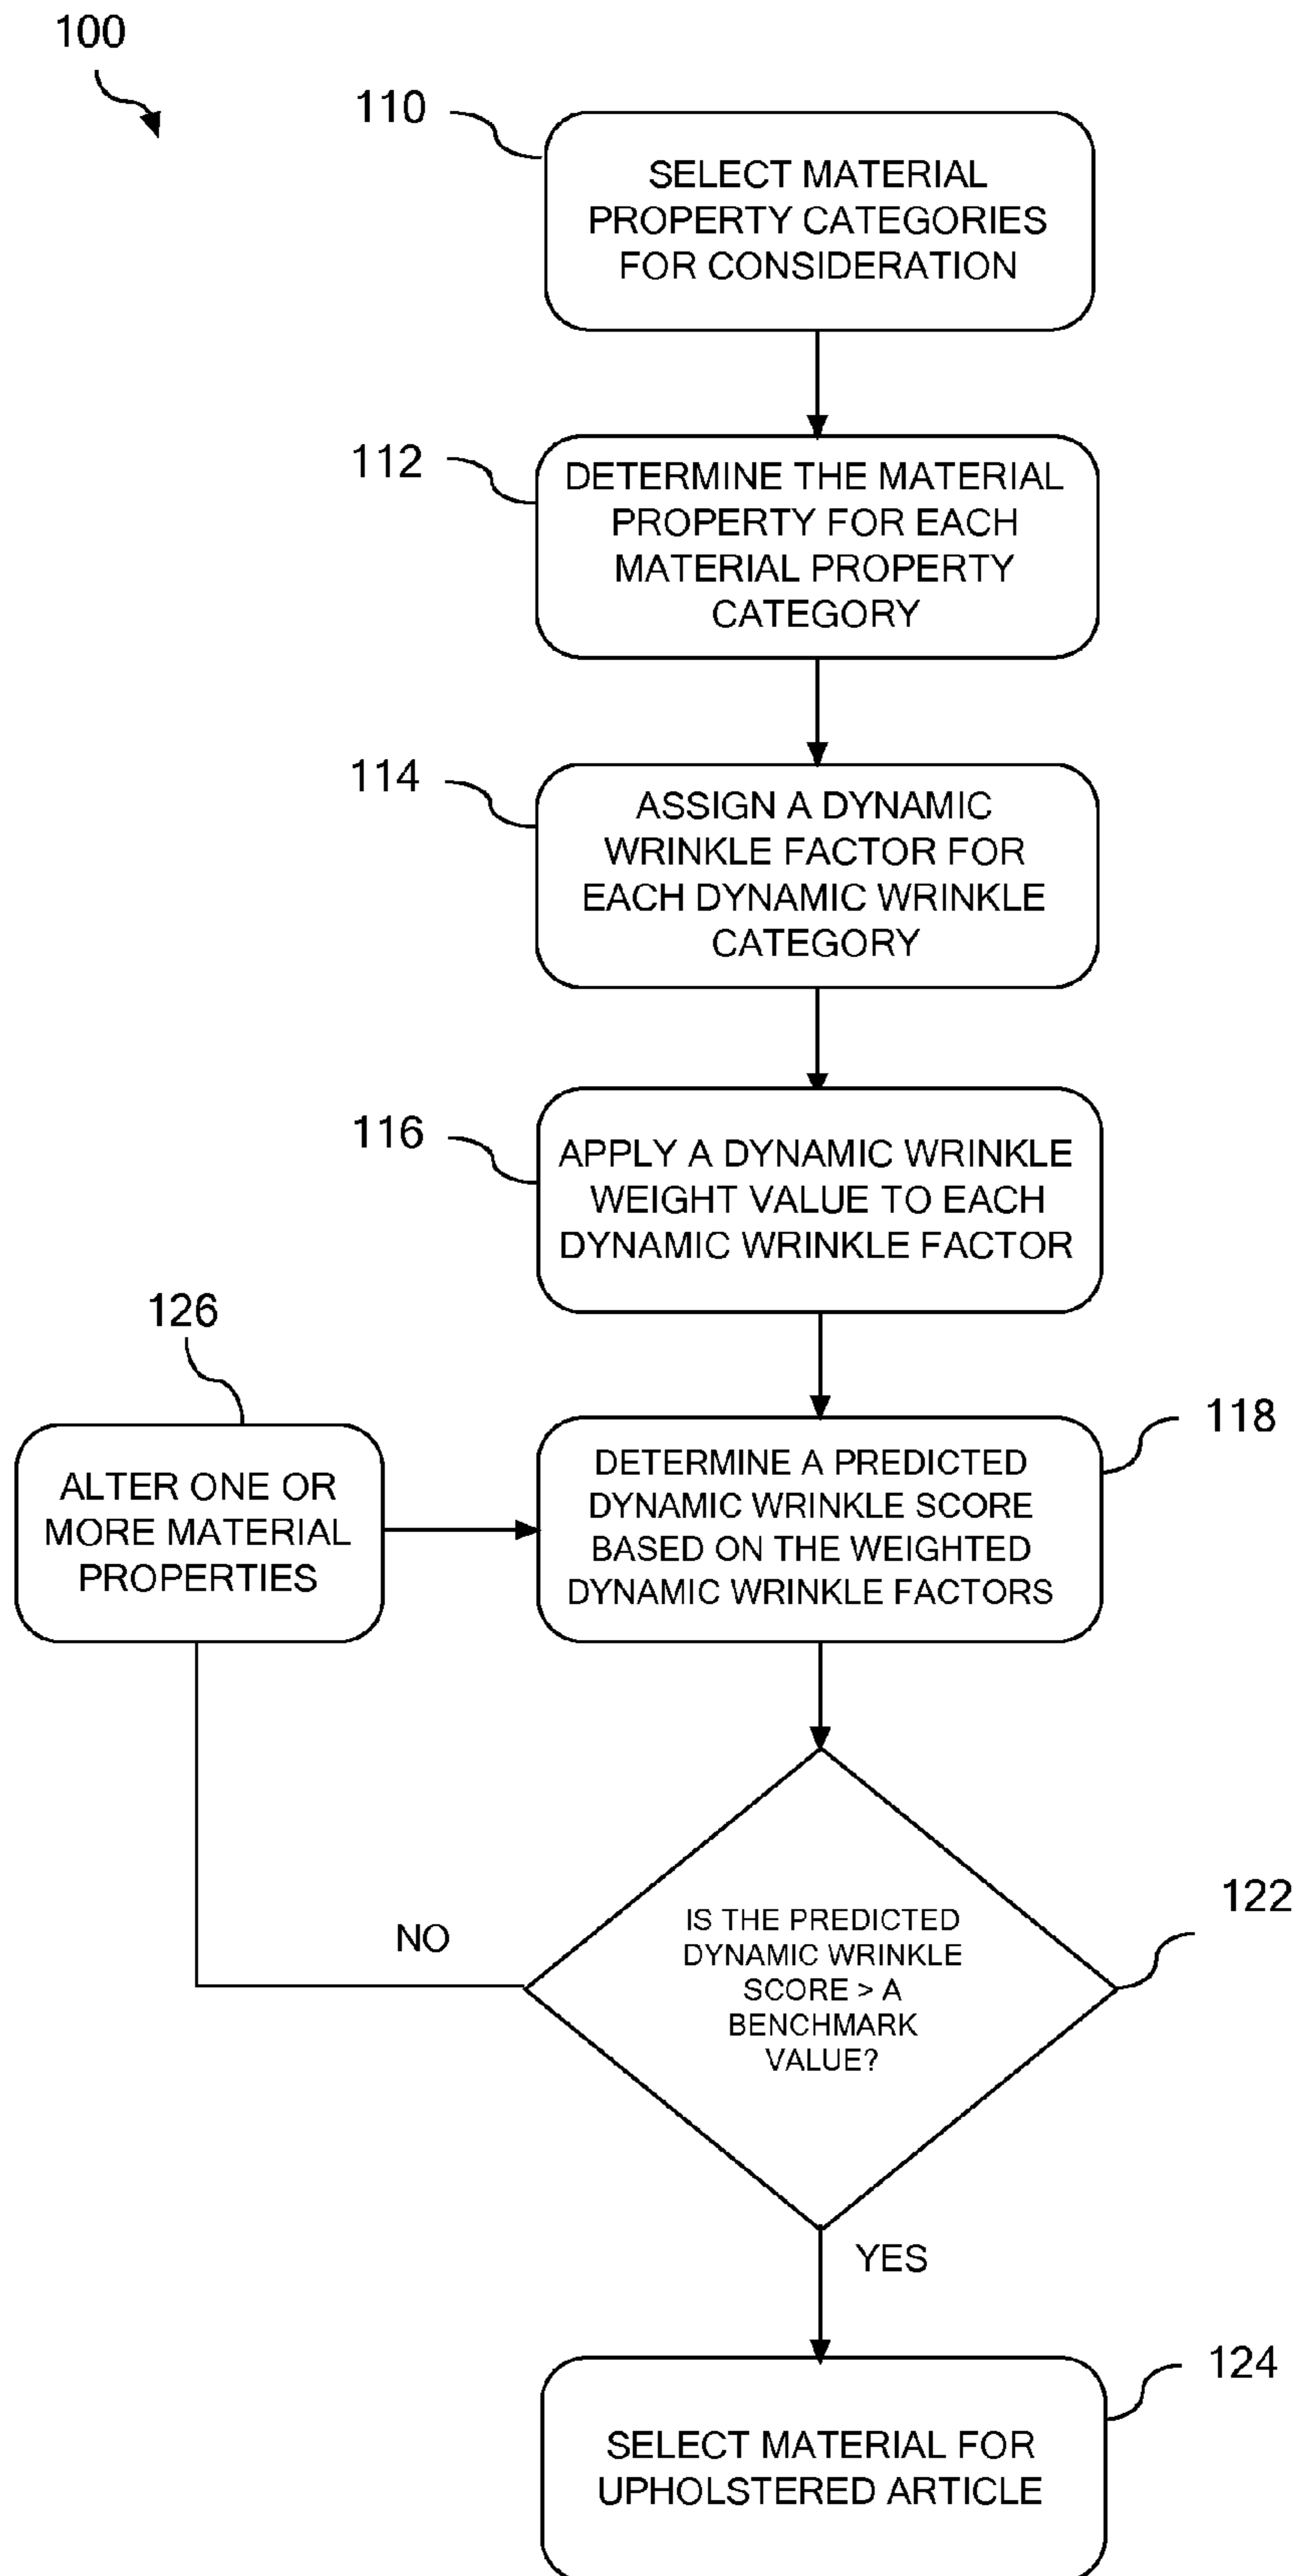 100
110
SELECT MATERIAL
PROPERTY CATEGORIES
FOR CONSIDERATION
112
DETERMINE THE MATERIAL
PROPERTY FOR EACH
MATERIAL PROPERTY
CATEGORY
114
ASSIGN A DYNAMIC
WRINKLE FACTOR FOR
EACH DYNAMIC WRINKLE
CATEGORY
116
APPLY A DYNAMIC WRINKLE
WEIGHT VALUE TO EACH
DYNAMIC WRINKLE FACTOR
126
ALTER ONE OR
MORE MATERIAL
PROPERTIES
118
DETERMINE A PREDICTED
DYNAMIC WRINKLE SCORE
BASED ON THE WEIGHTED
DYNAMIC WRINKLE FACTORS
122
IS THE PREDICTED
DYNAMIC WRINKLE
SCORE > A
BENCHMARK
VALUE?
NO
YES
124
SELECT MATERIAL FOR
UPHOLSTERED ARTICLE